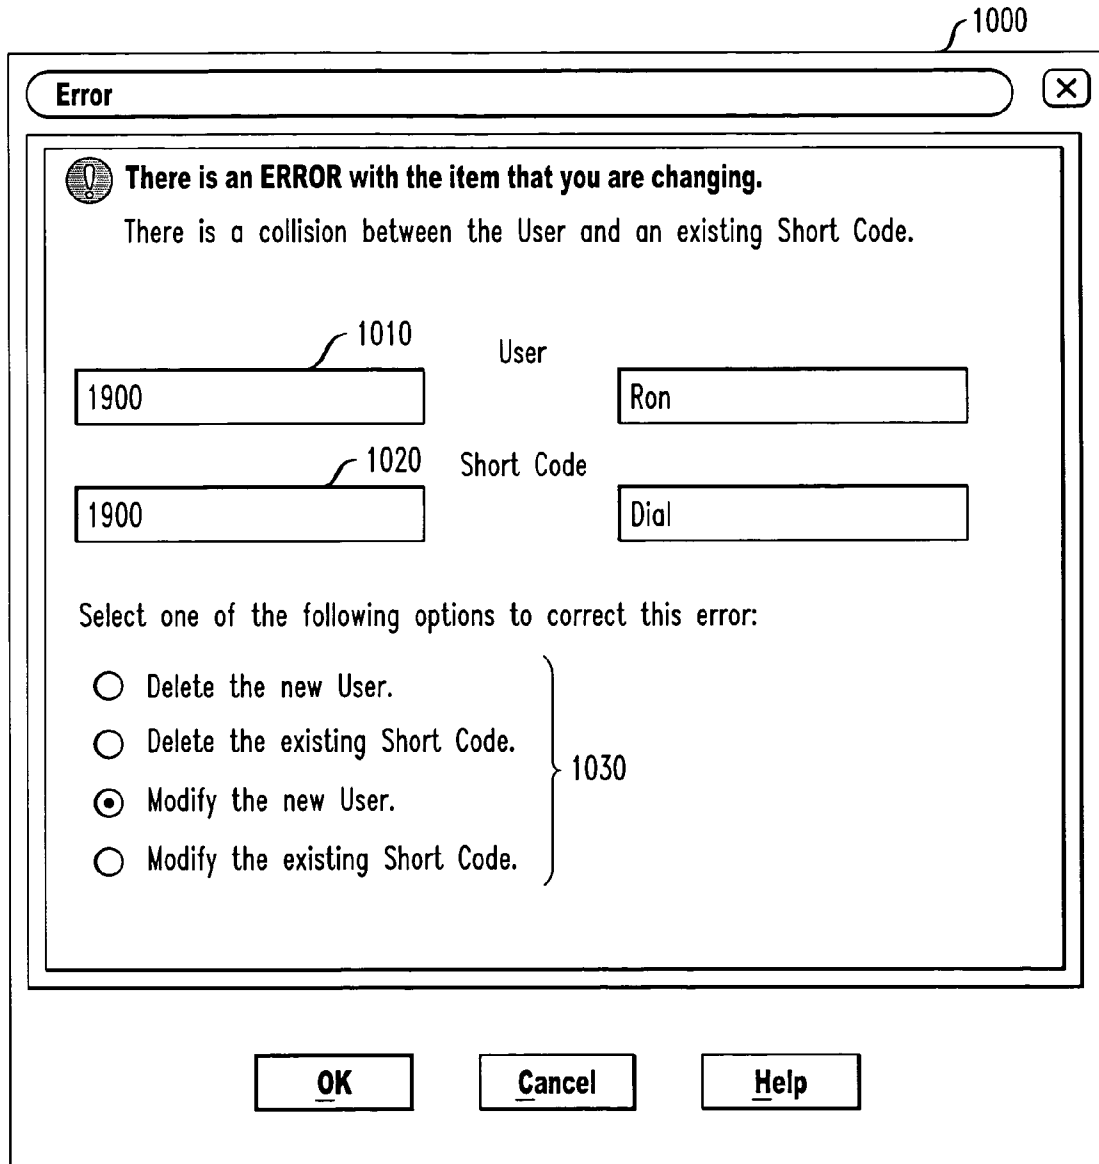 1000
Error
There is an ERROR with the item that you are changing.
There is a collision between the User and an existing Short Code.
1010
User
1900
Ron
1020
Short Code
1900
Dial
Select one of the following options to correct this error:
Delete the new User.
Delete the existing Short Code.
Modify the new User.
Modify the existing Short Code.
1030
OK
Cancel
Help